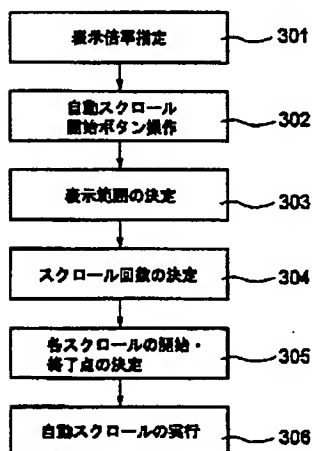 表示倍率指定
301
自動スクロール
開始ボタン操作
302
表示範囲の決定
303
スクロール回数の決定
304
各スクロールの開始・
終了点の決定
305
自動スクロールの実行
306